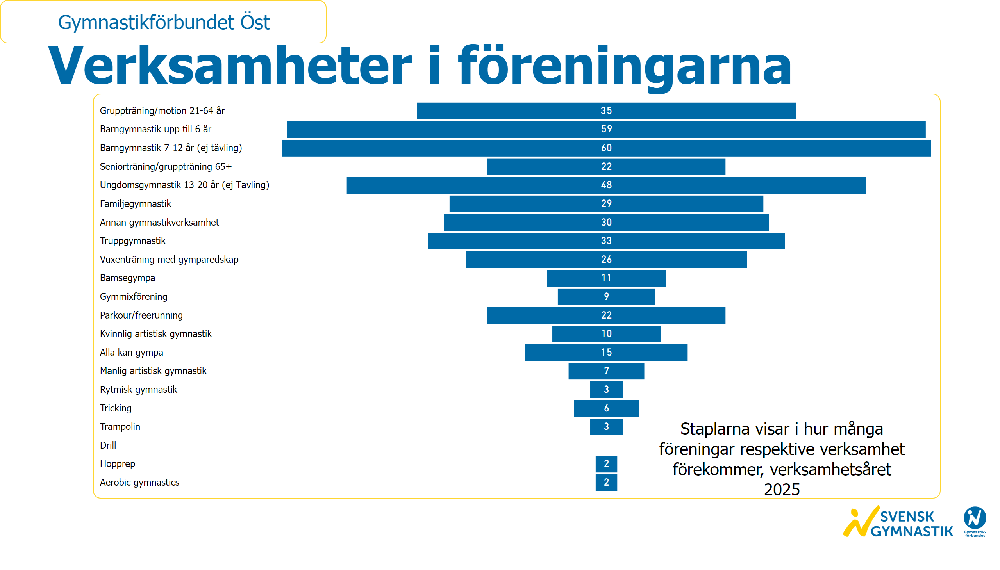 Gymnastikförbundet Öst
Verksamheter i föreningarna
Gruppträning/motion 21-64 år 35
Barngymnastik upp till 6 år 59
Barngymnastik 7-12 år (ej tävling) 60
Seniorträning/gruppträning 65+ 22
Ungdomsgymnastik 13-20 år (ej Tävling) 48
Familjegymnastik 29
Annan gymnastikverksamhet 30
Truppgymnastik 33
Vuxenträning med gymparedskap 26
Bamsegympa 11
Gymmixförening 9
Parkour/freerunning 22
Kvinnlig artistisk gymnastik 10
Alla kan gympa 15
Manlig artistisk gymnastik 7
Rytmisk gymnastik 3
Tricking 6
Trampolin 3
Drill
Hopprep 2
Aerobic gymnastics 2
Staplarna visar i hur många
föreningar respektive verksamhet
förekommer, verksamhetsåret
2025
SVENSK
GYMNASTIK
Gymnastik-
förbundet